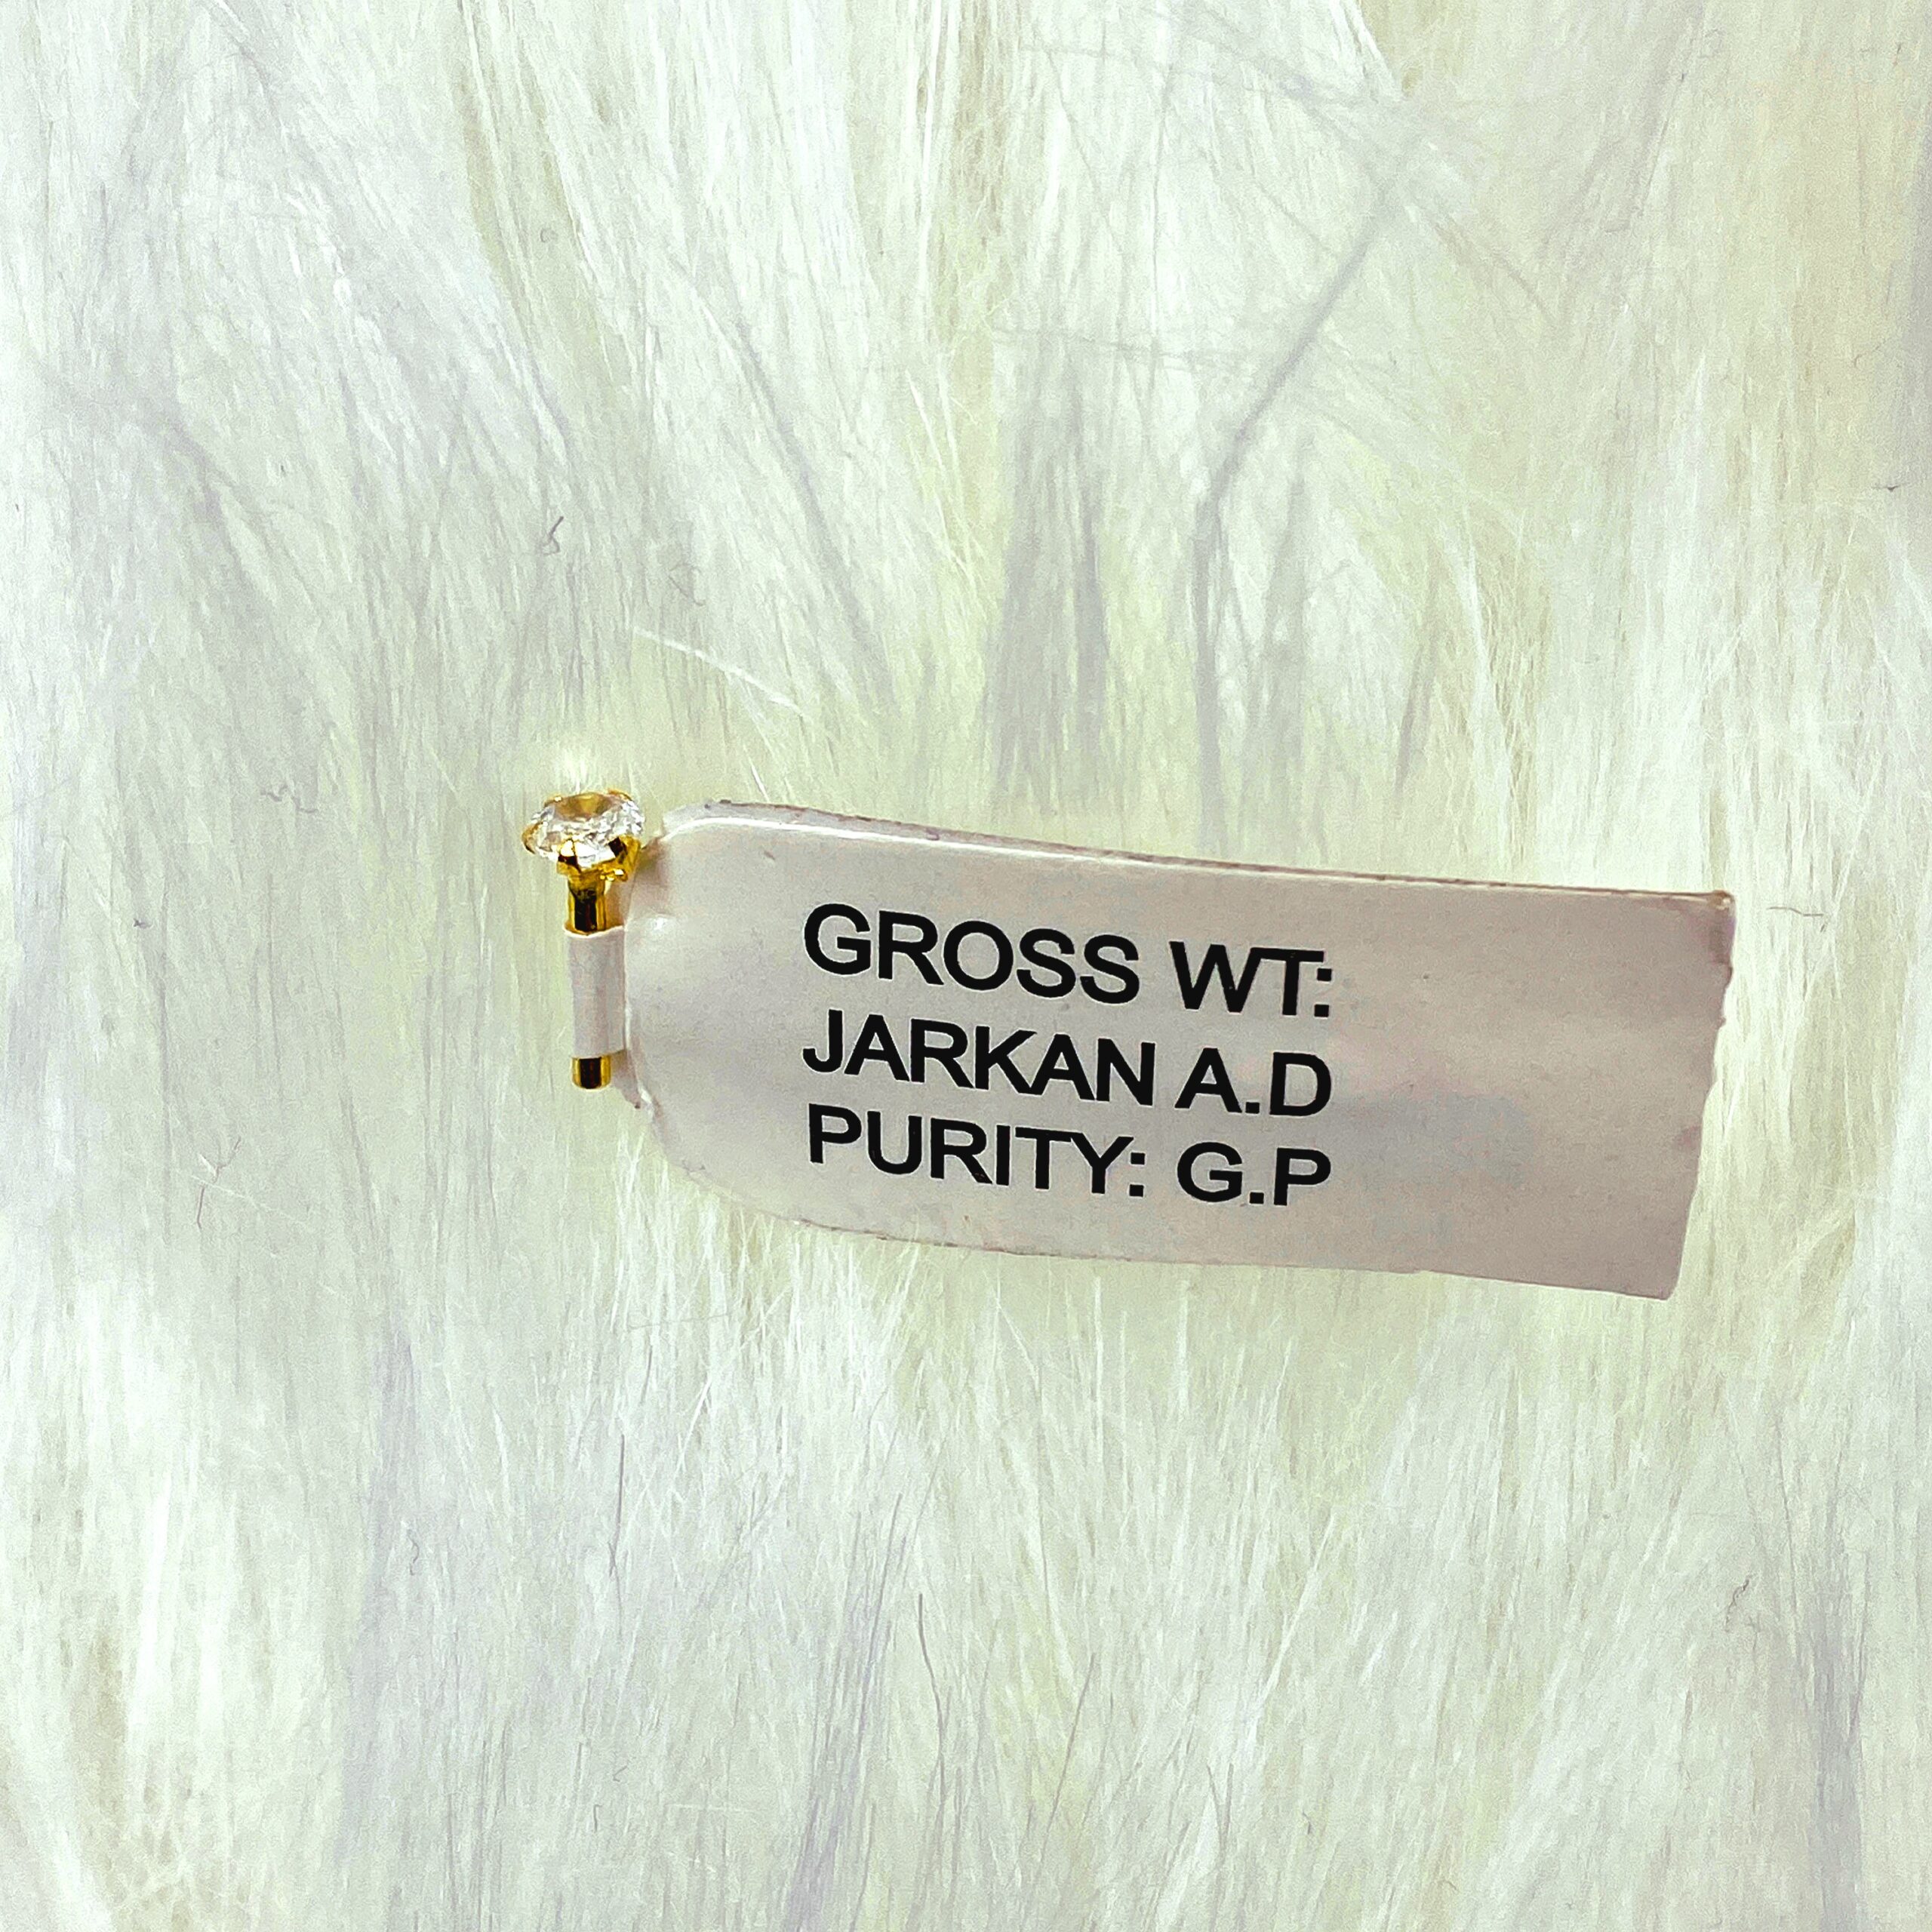 GROSS WT:
JARKAN A.D
PURITY: G.P